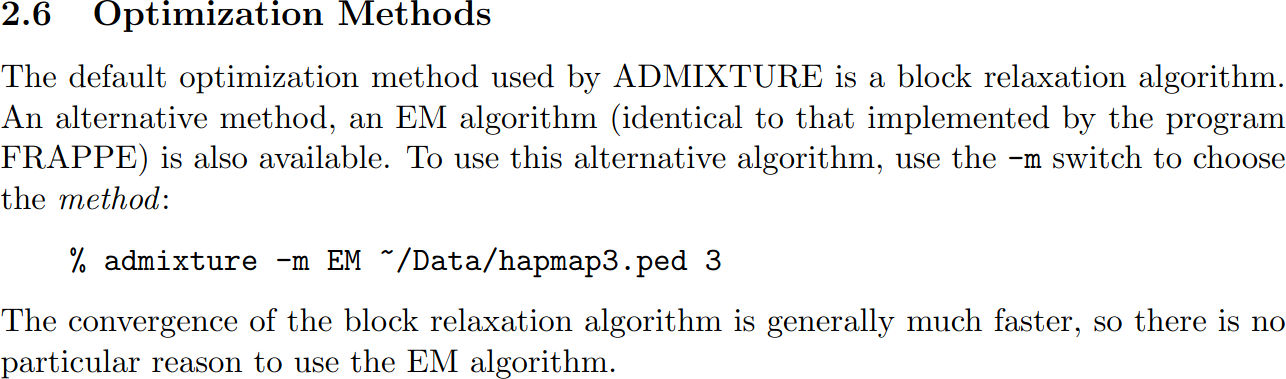 2.6 Optimization Methods
The default optimization method used by ADMIXTURE is a block relaxation algorithm.
An alternative method, an EM algorithm (identical to that implemented by the program
FRAPPE) is also available. To use this alternative algorithm, use the -m switch to choose
the method:
% admixture -m EM ~/Data/hapmap3.ped 3
The convergence of the block relaxation algorithm is generally much faster, so there is no
particular reason to use the EM algorithm.